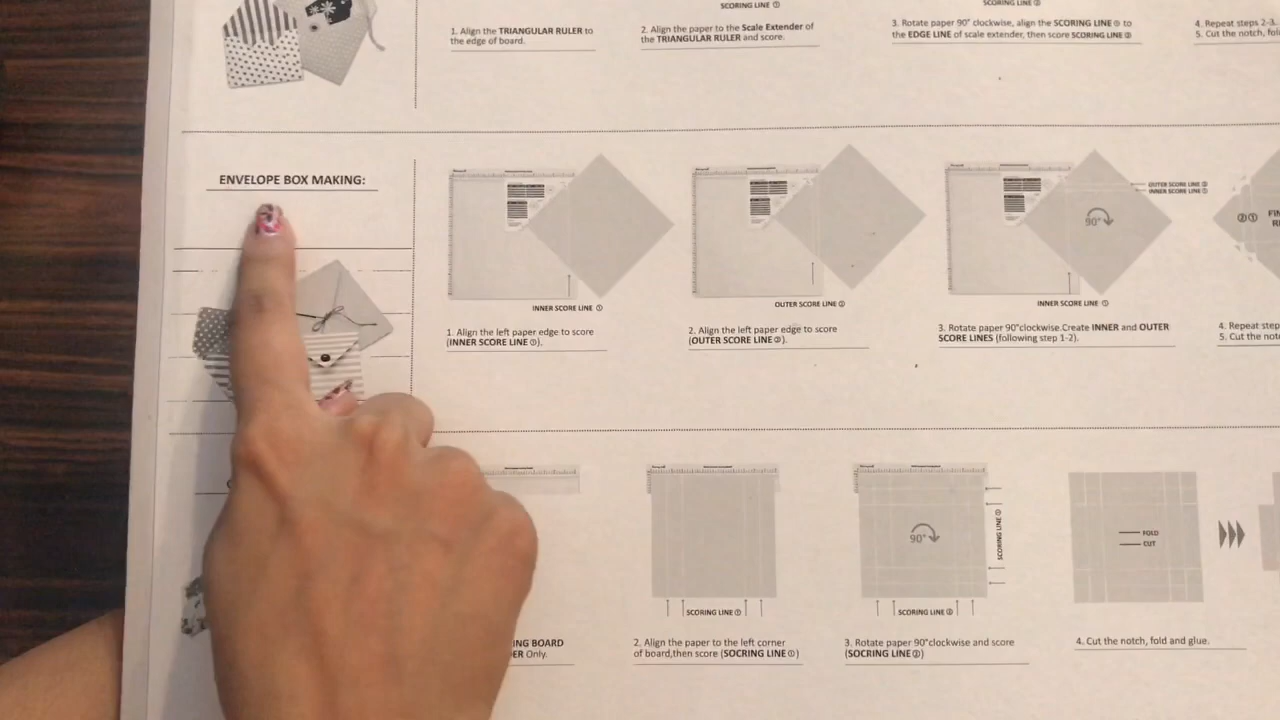 SCORING LINE ①
SCORING LINE ②
1. Align the TRIANGULAR RULER to
the edge of board.
2. Align the paper to the Scale Extender of
the TRIANGULAR RULER and score.
3. Rotate paper 90° clockwise, align the SCORING LINE ① to
the EDGE LINE of scale extender, then score SCORING LINE ②
4. Repeat steps 2-3.
5. Cut the notch,
ENVELOPE BOX MAKING:
OUTER SCORE LINE ②
INNER SCORE LINE ①
90°
②①
INNER SCORE LINE ①
OUTER SCORE LINE ②
INNER SCORE LINE ①
1. Align the left paper edge to score
(INNER SCORE LINE ①).
2. Align the left paper edge to score
(OUTER SCORE LINE ②).
3. Rotate paper 90°clockwise.Create INNER and OUTER
SCORE LINES (following step 1-2).
4. Repeat step
5. Cut the
90°
SCORING LINE ①
FOLD
CUT
SCORING LINE ①
SCORING LINE ②
BOARD
Only.
2. Align the paper to the left corner
of board,then score (SOCRING LINE ①)
3. Rotate paper 90°clockwise and score
(SOCRING LINE ②)
4. Cut the notch, fold and glue.